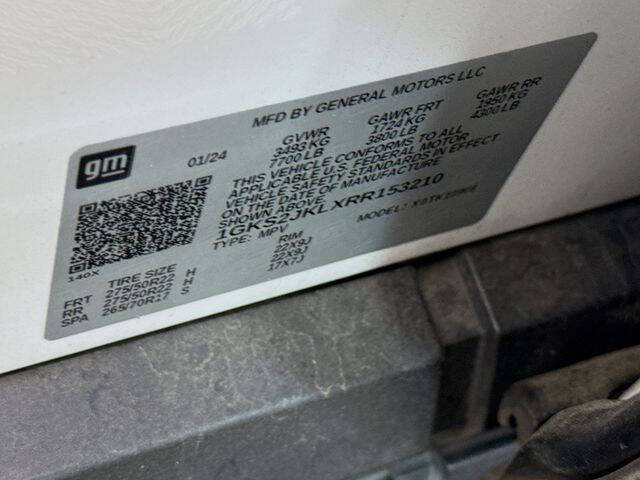 MFD BY GENERAL MOTORS LLC
gm
01/24
GVWR GAWR FRT GAWR RR
3493 KG 1724 KG 1950 KG
7700 LB 3800 LB 4300 LB
THIS VEHICLE CONFORMS TO ALL
APPLICABLE U.S. FEDERAL MOTOR
VEHICLE SAFETY STANDARDS IN EFFECT
ON THE DATE OF MANUFACTURE
SHOWN ABOVE.
1GKS2JKLXRR153210
TYPE: MPV MODEL:
140X
TIRE SIZE RIM
FRT 275/50R22 H 22X9J
RR 275/50R22 H 22X9J
SPA 265/70R17 S 17X7J